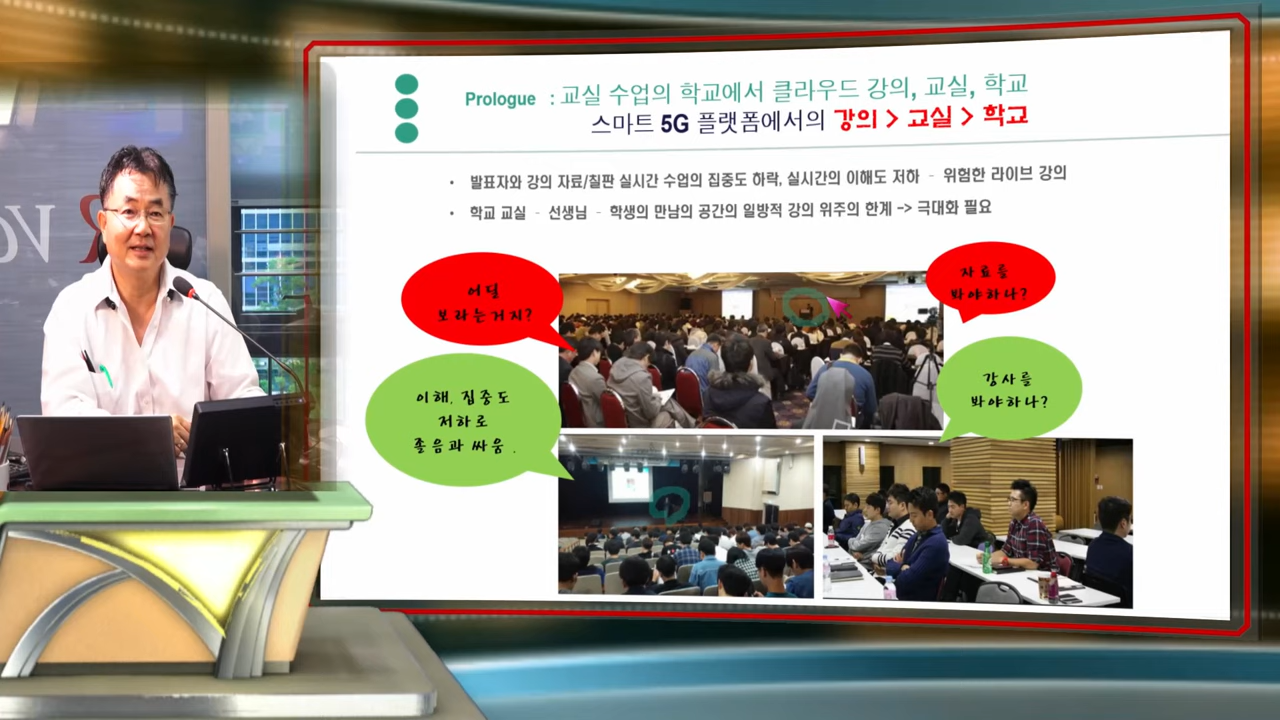 Prologue : 교실 수업의 학교에서 클라우드 강의, 교실, 학교
스마트 5G 플랫폼에서의 강의 > 교실 > 학교
• 발표자와 강의 자료/칠판 실시간 수업의 집중도 하락, 실시간의 이해도 저하 - 위험한 라이브 강의
• 학교 교실 - 선생님 - 학생의 만남의 공간의 일방적 강의 위주의 한계 -> 극대화 필요
어딜
보라는거지?
자료를
봐야하나?
이해, 집중도
저하로
졸음과 싸움.
강사를
봐야하나?